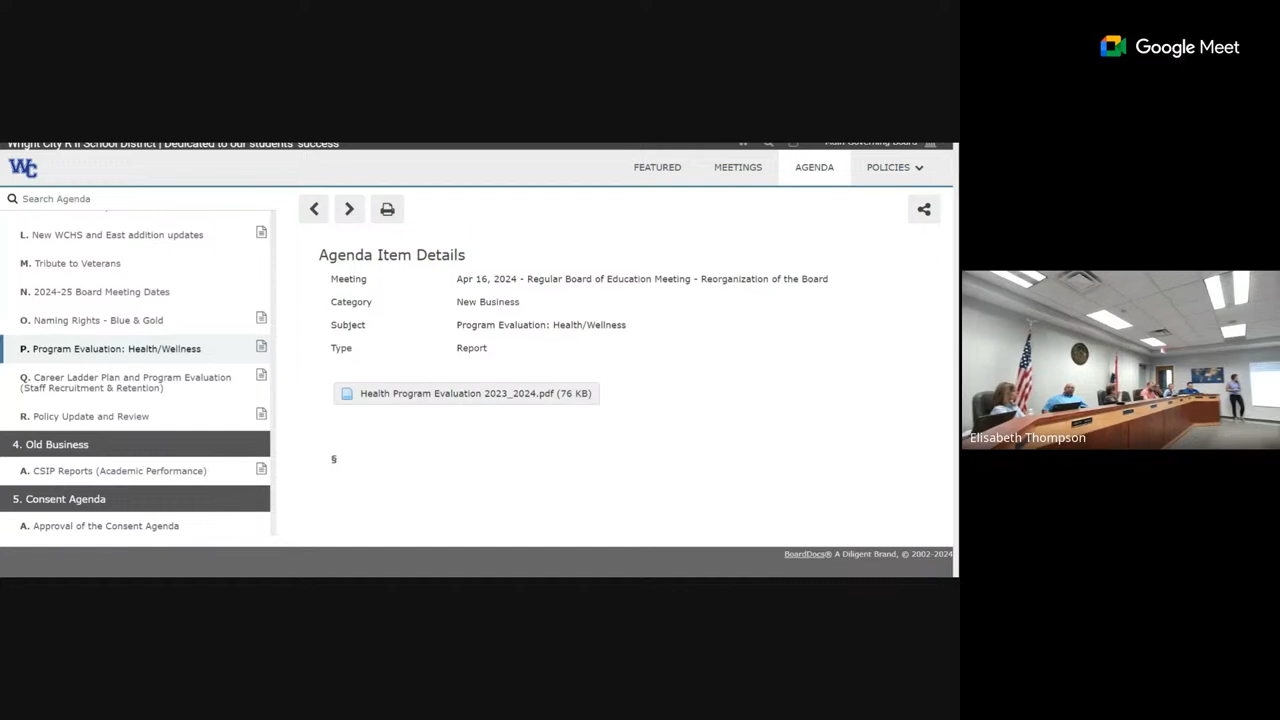 Google Meet
Wright City R II School District | Dedicated to our students' success
Main Governing Board
WC
FEATURED
MEETINGS
AGENDA
POLICIES
Search Agenda
L. New WCHS and East addition updates
M. Tribute to Veterans
N. 2024-25 Board Meeting Dates
O. Naming Rights - Blue & Gold
P. Program Evaluation: Health/Wellness
Q. Career Ladder Plan and Program Evaluation
(Staff Recruitment & Retention)
R. Policy Update and Review
4. Old Business
A. CSIP Reports (Academic Performance)
5. Consent Agenda
A. Approval of the Consent Agenda
Agenda Item Details
Meeting Apr 16, 2024 - Regular Board of Education Meeting - Reorganization of the Board
Category New Business
Subject Program Evaluation: Health/Wellness
Type Report
Health Program Evaluation 2023_2024.pdf (76 KB)
§
BoardDocs® A Diligent Brand, © 2002-2024
Elisabeth Thompson